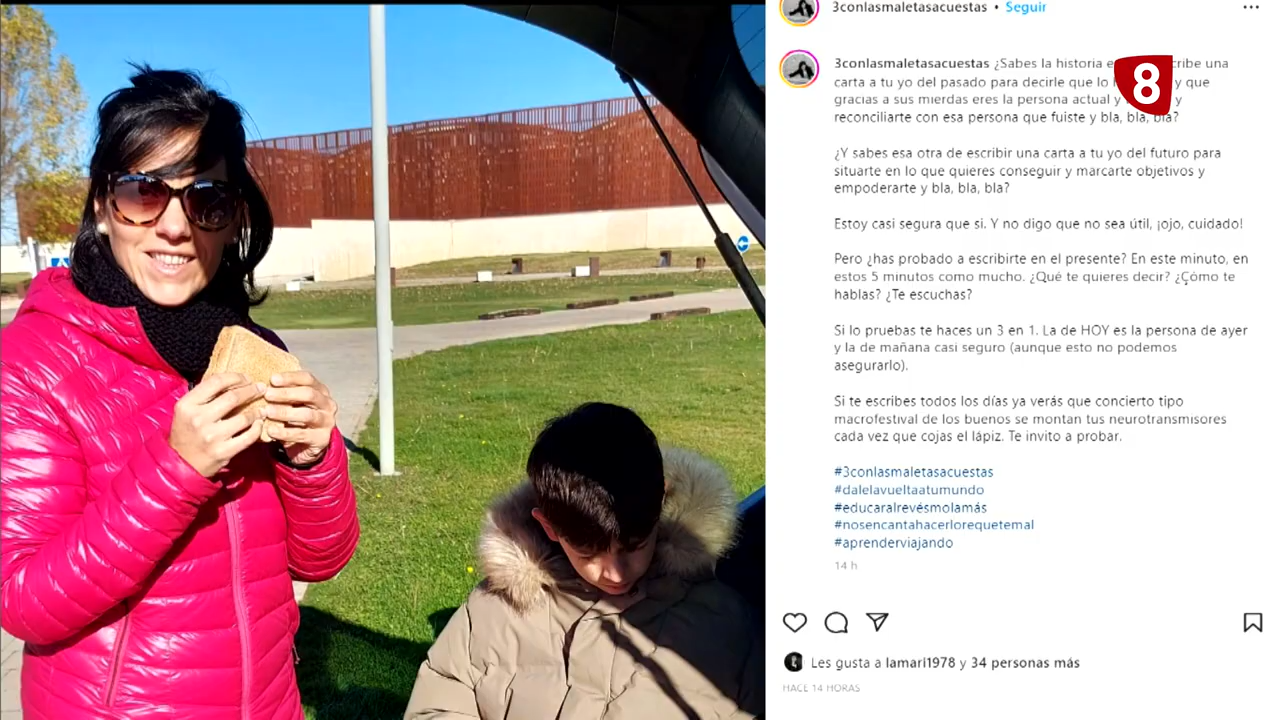 3conlasmaletasacuestas • Seguir
3conlasmaletasacuestas ¿Sabes la historia una
carta a tu yo del pasado para decirle que lo y que
gracias a sus mierdas eres la persona actual y y
reconciliarte con esa persona que fuiste y bla, bla, bla?
8
¿Y sabes esa otra de escribir una carta a tu yo del futuro para
situarte en lo que quieres conseguir y marcarte objetivos y
empoderarte y bla, bla, bla?
Estoy casi segura que si. Y no digo que no sea útil, ¡ojo, cuidado!
Pero ¿has probado a escribirte en el presente? En este minuto, en
estos 5 minutos como mucho. ¿Qué te quieres decir? ¿Cómo te
hablas? ¿Te escuchas?
Si lo pruebas te haces un 3 en 1. La de HOY es la persona de ayer
y la de mañana casi seguro (aunque esto no podemos
asegurarlo).
Si te escribes todos los días ya verás que concierto tipo
macrofestival de los buenos se montan tus neurotransmisores
cada vez que cojas el lápiz. Te invito a probar.
#3conlasmaletasacuestas
#dalelavueltaatumundo
#educaralrevésmolamás
#nosencantahacerlorequetemal
#aprenderviajando
14 h
Les gusta a lamari1978 y 34 personas más
HACE 14 HORAS